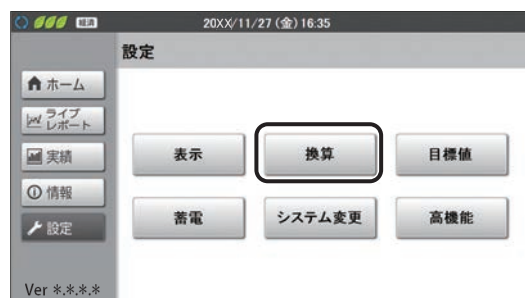 経済 20XX/11/27 (金) 16:35
設定
ホーム
ライブ
レポート
実績
情報
設定
表示 換算 目標値
蓄電 システム変更 高機能
Ver *.*.*.*